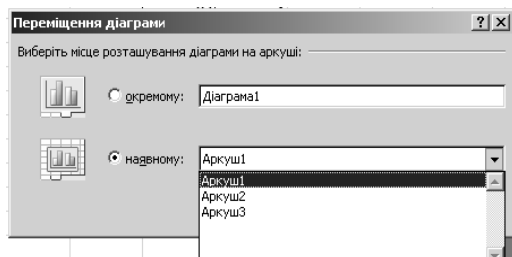 Переміщення діаграми
Виберіть місце розташування діаграми на аркуші:
окремому: Діаграма1
наявному: Аркуш1
Аркуш1
Аркуш2
Аркуш3